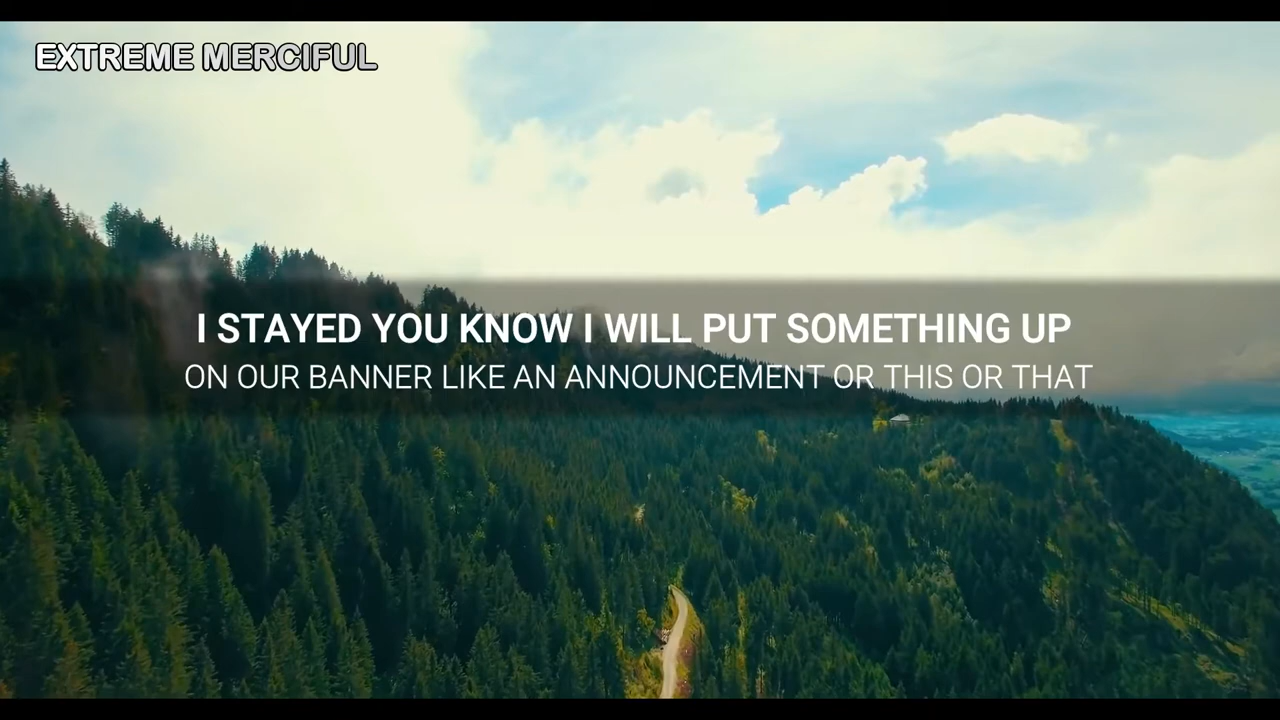 EXTREME MERCIFUL
I STAYED YOU KNOW I WILL PUT SOMETHING UP
ON OUR BANNER LIKE AN ANNOUNCEMENT OR THIS OR THAT